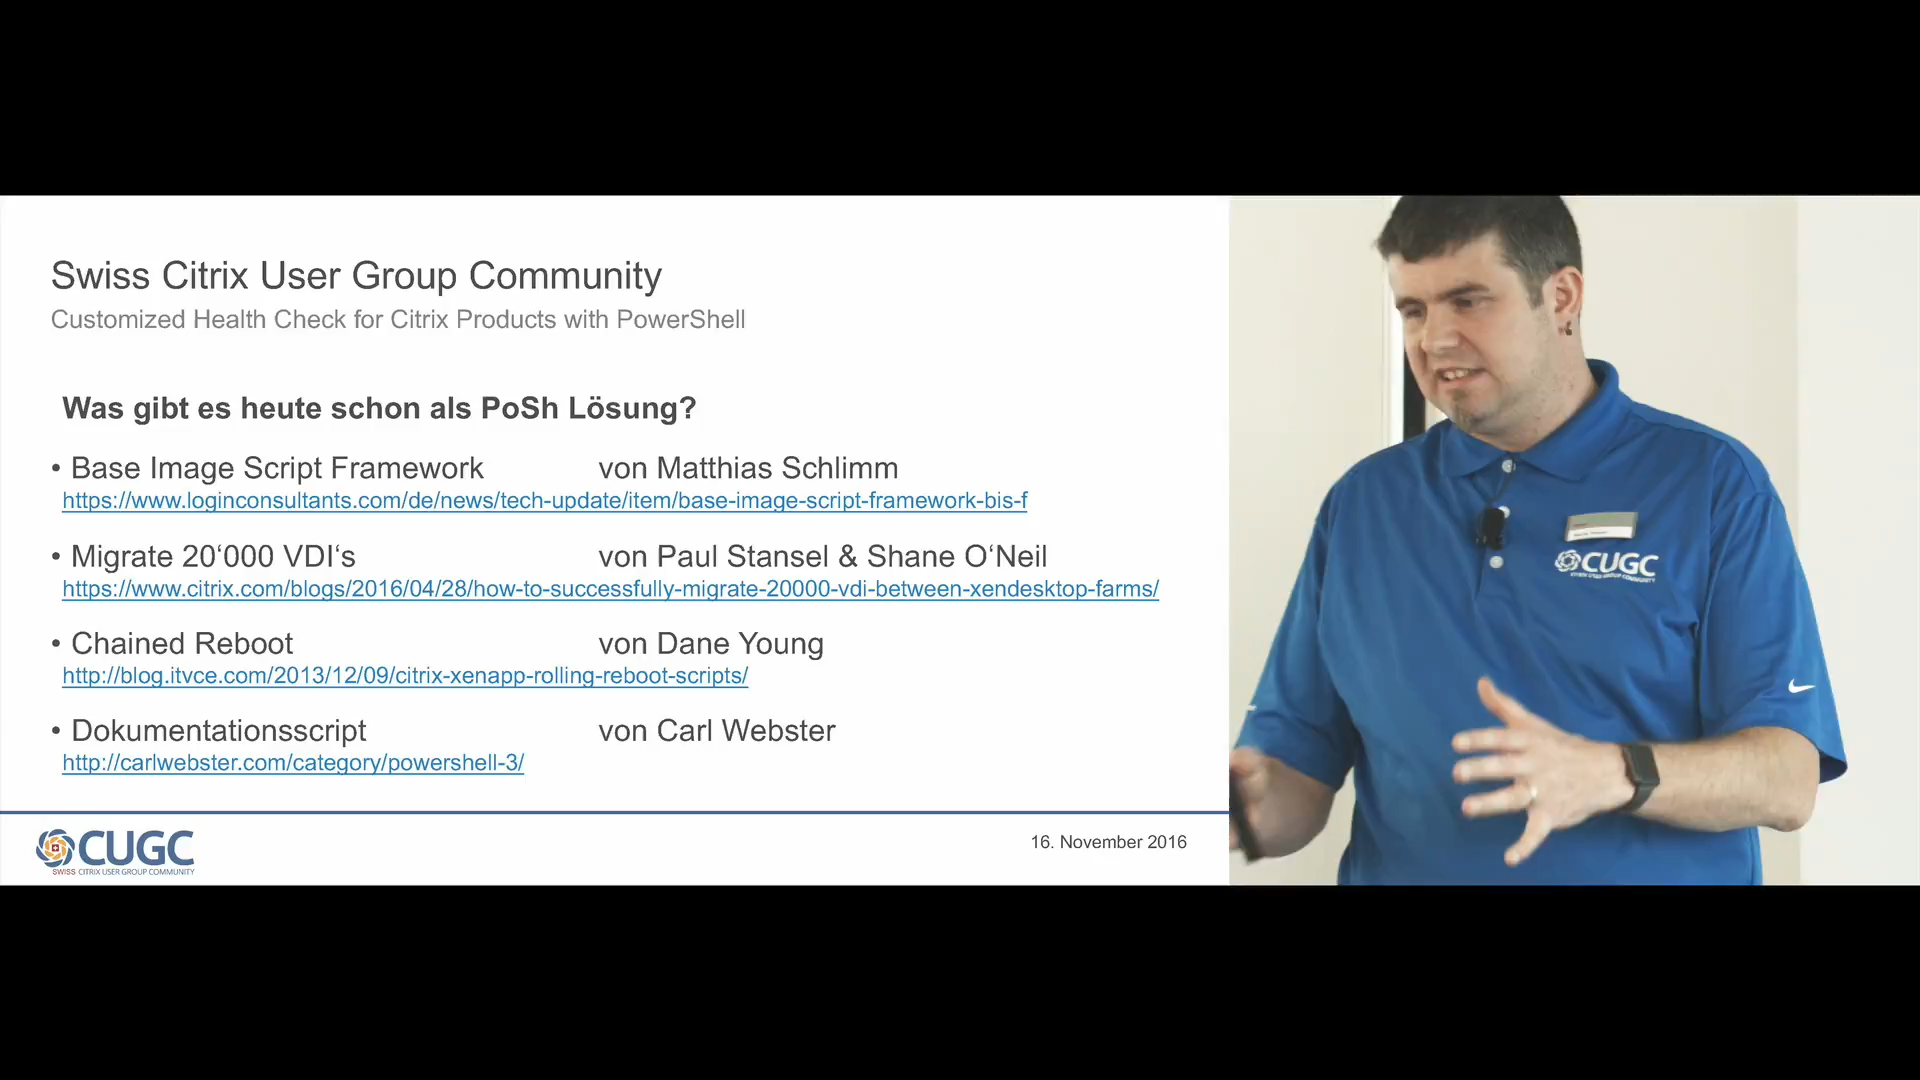 Swiss Citrix User Group Community
Customized Health Check for Citrix Products with PowerShell
Was gibt es heute schon als PoSh Lösung?
• Base Image Script Framework von Matthias Schlimm
https://www.loginconsultants.com/de/news/tech-update/item/base-image-script-framework-bis-f
• Migrate 20‘000 VDI‘s von Paul Stansel & Shane O‘Neil
https://www.citrix.com/blogs/2016/04/28/how-to-successfully-migrate-20000-vdi-between-xendesktop-farms/
• Chained Reboot von Dane Young
http://blog.itvce.com/2013/12/09/citrix-xenapp-rolling-reboot-scripts/
• Dokumentationsscript von Carl Webster
http://carlwebster.com/category/powershell-3/
CUGC
SWISS CITRIX USER GROUP COMMUNITY
16. November 2016
CUGC
CITRIX USER GROUP COMMUNITY